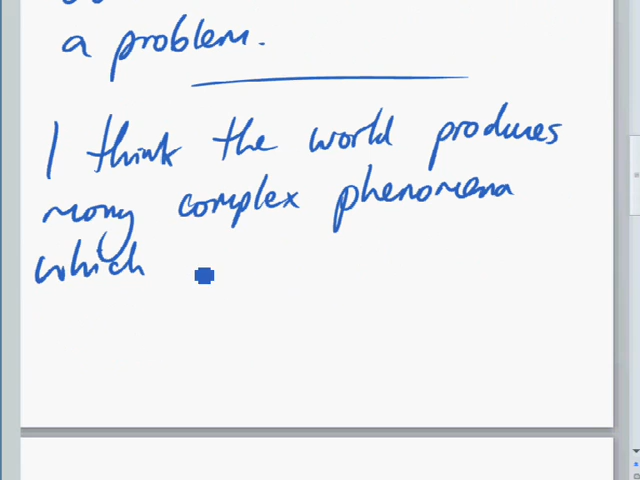 a problem.
I think the world produces
many complex phenomena
which